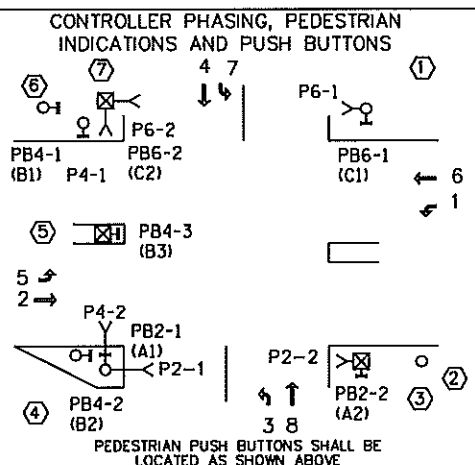 CONTROLLER PHASING, PEDESTRIAN
INDICATIONS AND PUSH BUTTONS
7 4 7 1
6 P6-1
P6-2
PB4-1 P4-1 PB6-2 PB6-1
(B1) (C2) (C1)
6
1
5 PB4-3
(B3)
5
2
P4-2
PB2-1
(A1) P2-1 P2-2
PB4-2 PB2-2
(B2) (A2)
4 3 2
3 8
PEDESTRIAN PUSH BUTTONS SHALL BE
LOCATED AS SHOWN ABOVE